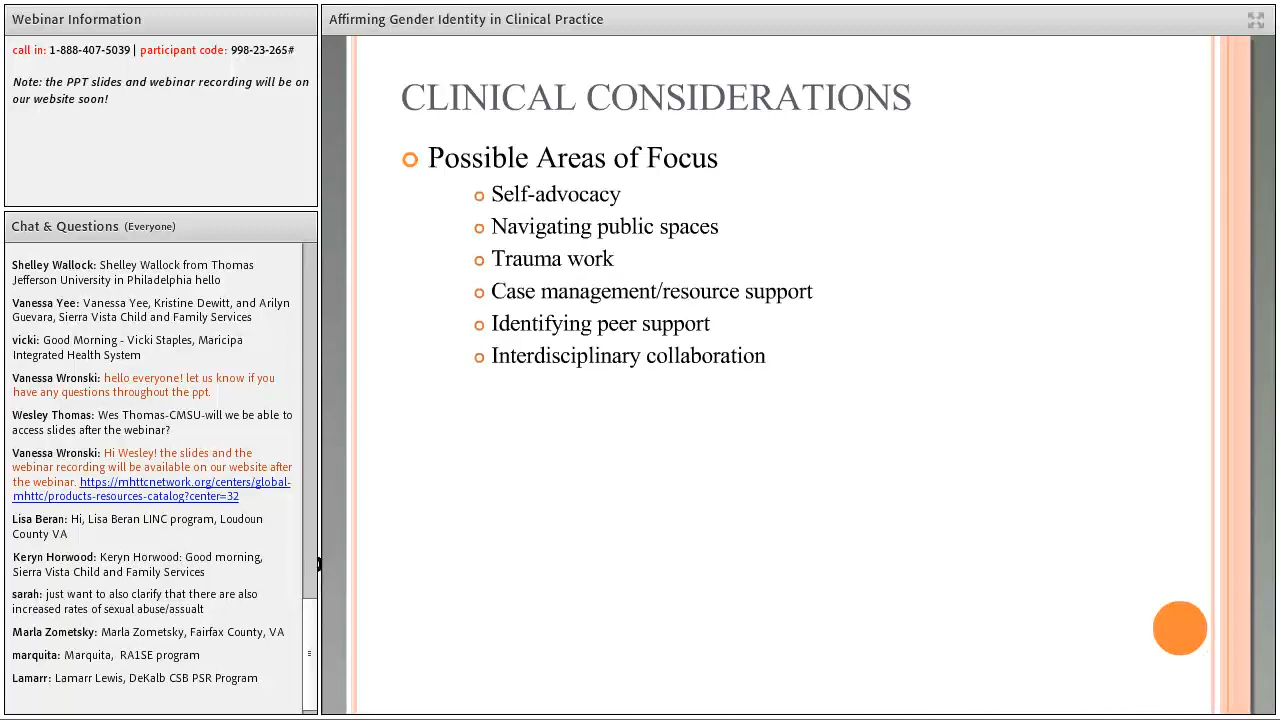 Webinar Information
call in: 1-888-407-5039 | participant code: 998-23-265#
Note: the PPT slides and webinar recording will be on
our website soon!
Chat & Questions (Everyone)
Shelley Wallock: Shelley Wallock from Thomas
Jefferson University in Philadelphia hello
Vanessa Yee: Vanessa Yee, Kristine Dewitt, and Arilyn
Guevara, Sierra Vista Child and Family Services
vicki: Good Morning - Vicki Staples, Maricipa
Integrated Health System
Vanessa Wronski: hello everyone! let us know if you
have any questions throughout the ppt.
Wesley Thomas: Wes Thomas-CMSU-will we be able to
access slides after the webinar?
Vanessa Wronski: Hi Wesley! the slides and the
webinar recording will be available on our website after
the webinar. https://mhttcnetwork.org/centers/global-
mhttc/products-resources-catalog?center=32
Lisa Beran: Hi, Lisa Beran LINC program, Loudoun
County VA
Keryn Horwood: Keryn Horwood: Good morning,
Sierra Vista Child and Family Services
sarah: just want to also clarify that there are also
increased rates of sexual abuse/assualt
Marla Zometsky: Marla Zometsky, Fairfax County, VA
marquita: Marquita, RA1SE program
Lamarr: Lamarr Lewis, DeKalb CSB PSR Program
Affirming Gender Identity in Clinical Practice
CLINICAL CONSIDERATIONS
Possible Areas of Focus
Self-advocacy
Navigating public spaces
Trauma work
Case management/resource support
Identifying peer support
Interdisciplinary collaboration